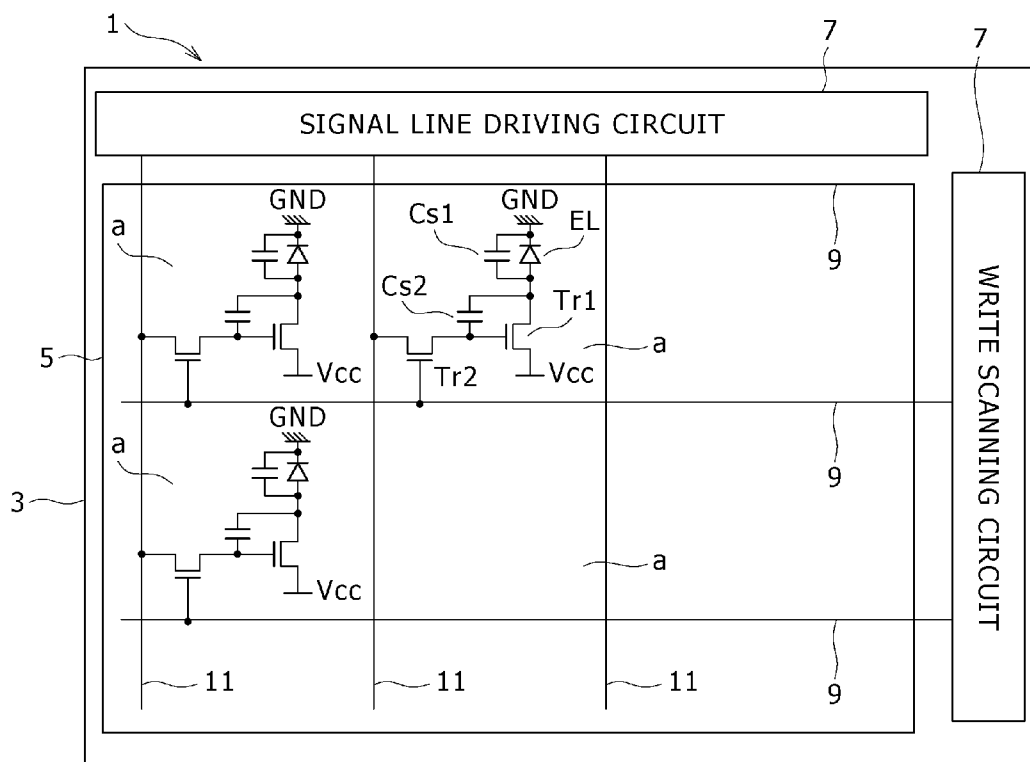 1
7
7
SIGNAL LINE DRIVING CIRCUIT
GND
GND
a
Cs1
EL
9
Cs2
Tr1
5
a
Vcc
Tr2
Vcc
WRITE SCANNING CIRCUIT
GND
a
9
3
a
Vcc
11
11
11
9